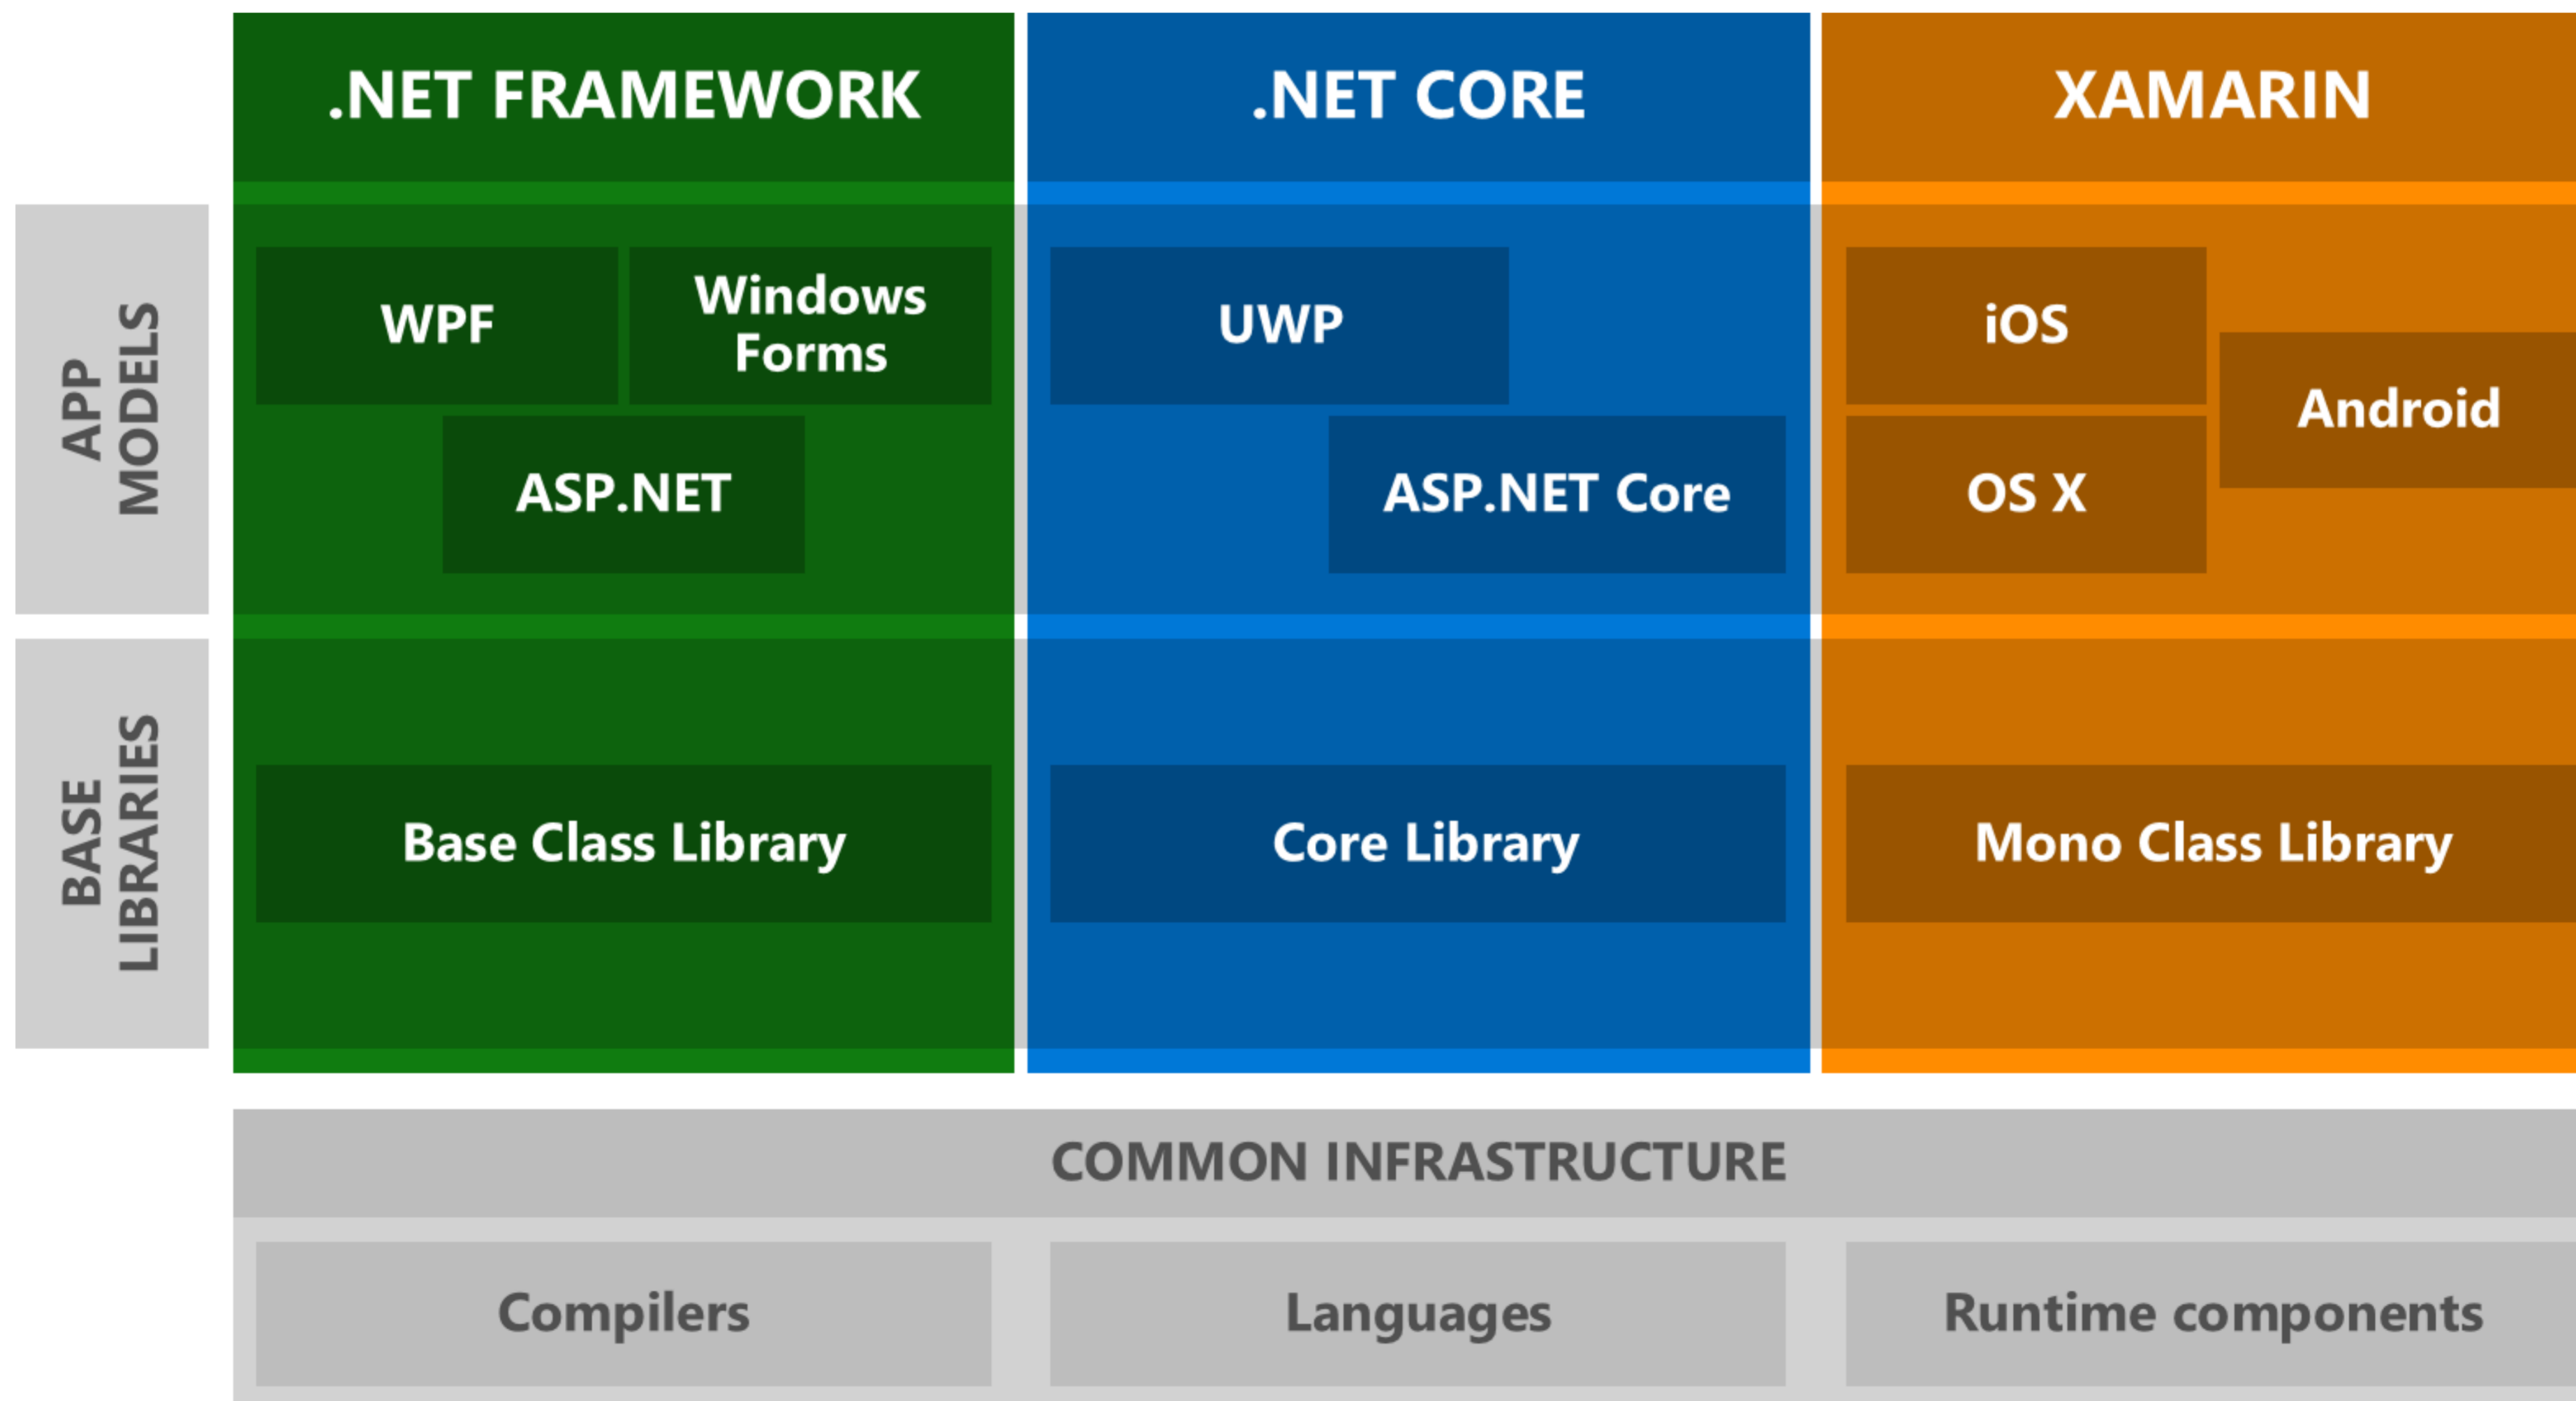 .NET FRAMEWORK
.NET CORE
XAMARIN
APP
MODELS
WPF
Windows
Forms
ASP.NET
UWP
ASP.NET Core
iOS
OS X
Android
BASE
LIBRARIES
Base Class Library
Core Library
Mono Class Library
COMMON INFRASTRUCTURE
Compilers
Languages
Runtime components